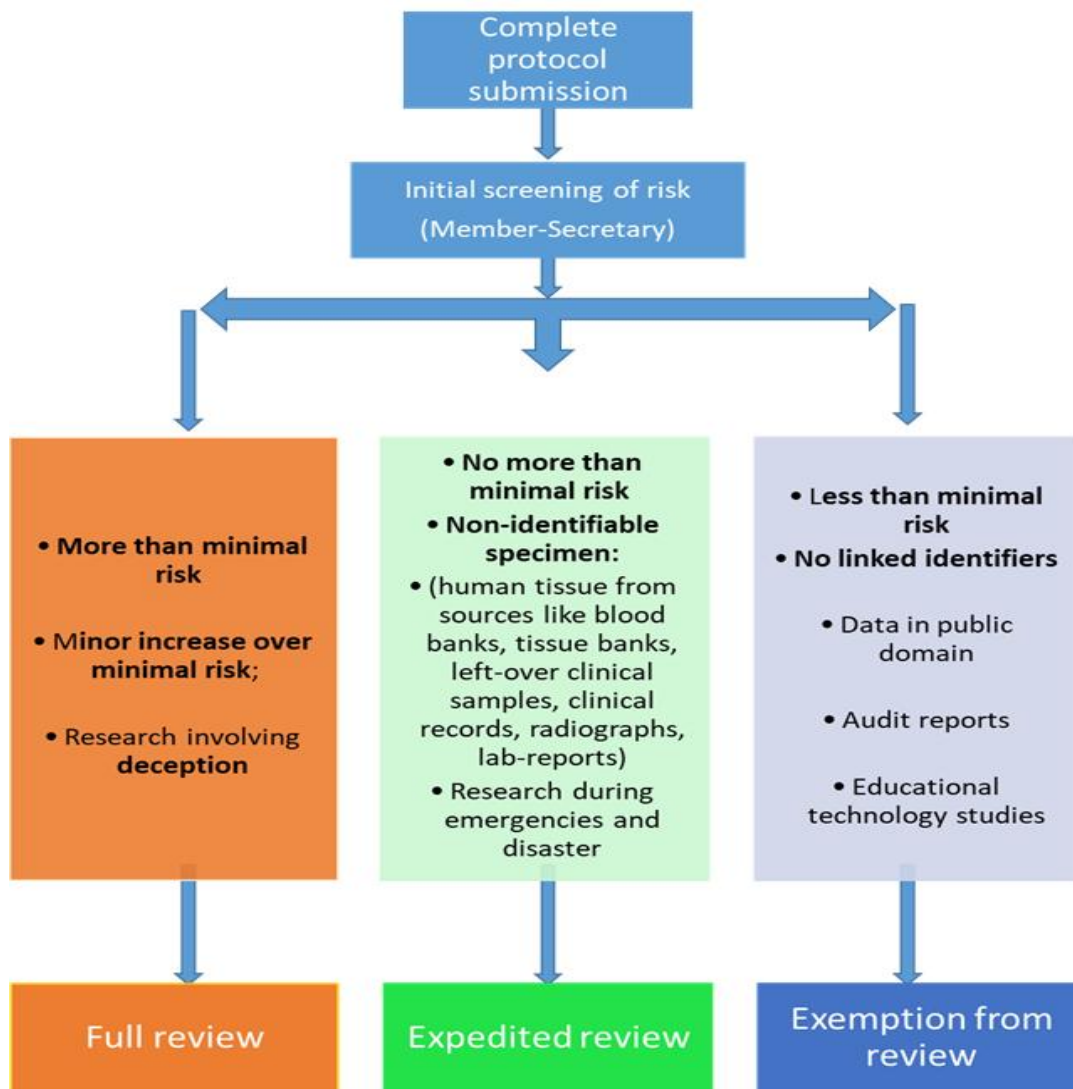 Complete
protocol
submission
Initial screening of risk
(Member-Secretary)
• More than minimal
risk
• Minor increase over
minimal risk;
• Research involving
deception
• No more than
minimal risk
• Non-identifiable
specimen:
• (human tissue from
sources like blood
banks, tissue banks,
left-over clinical
samples, clinical
records, radiographs,
lab-reports)
• Research during
emergencies and
disaster
• Less than minimal
risk
• No linked identifiers
• Data in public
domain
• Audit reports
• Educational
technology studies
Full review
Expedited review
Exemption from
review